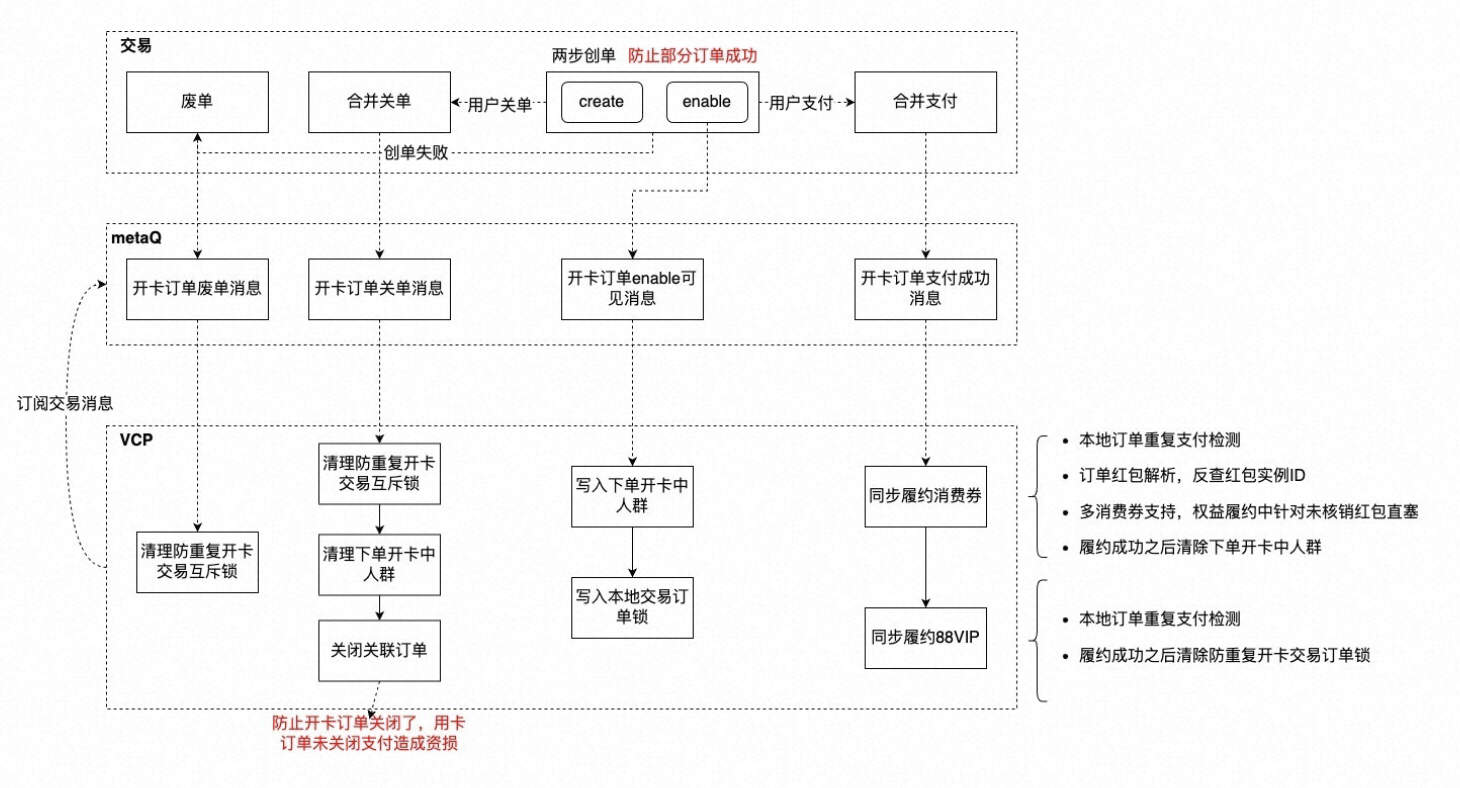 交易
两步创单 防止部分订单成功
废单
合并关单
用户关单
create
enable
用户支付
合并支付
创单失败
metaQ
开卡订单废单消息
开卡订单关单消息
开卡订单enable可
见消息
开卡订单支付成功
消息
订阅交易消息
VCP
清理防重复开卡
交易互斥锁
清理防重复开卡
交易互斥锁
清理下单开卡中
人群
关闭关联订单
防止开卡订单关闭了，用卡
订单未关闭支付造成资损
写入下单开卡中
人群
写入本地交易订
单锁
同步履约消费券
同步履约88VIP
• 本地订单重复支付检测
• 订单红包解析，反查红包实例ID
• 多消费券支持，权益履约中针对未核销红包直塞
• 履约成功之后清除下单开卡中人群
• 本地订单重复支付检测
• 履约成功之后清除防重复开卡交易订单锁